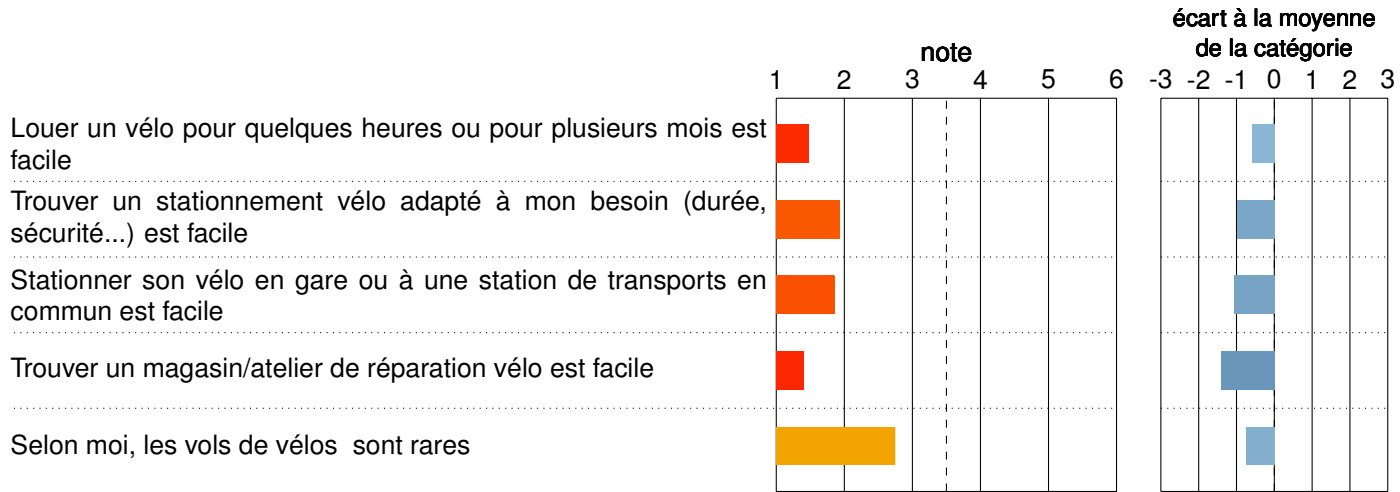 écart à la moyenne
de la catégorie
note
1 2 3 4 5 6
-3 -2 -1 0 1 2 3
Louer un vélo pour quelques heures ou pour plusieurs mois est
facile
Trouver un stationnement vélo adapté à mon besoin (durée,
sécurité...) est facile
Stationner son vélo en gare ou à une station de transports en
commun est facile
Trouver un magasin/atelier de réparation vélo est facile
Selon moi, les vols de vélos sont rares